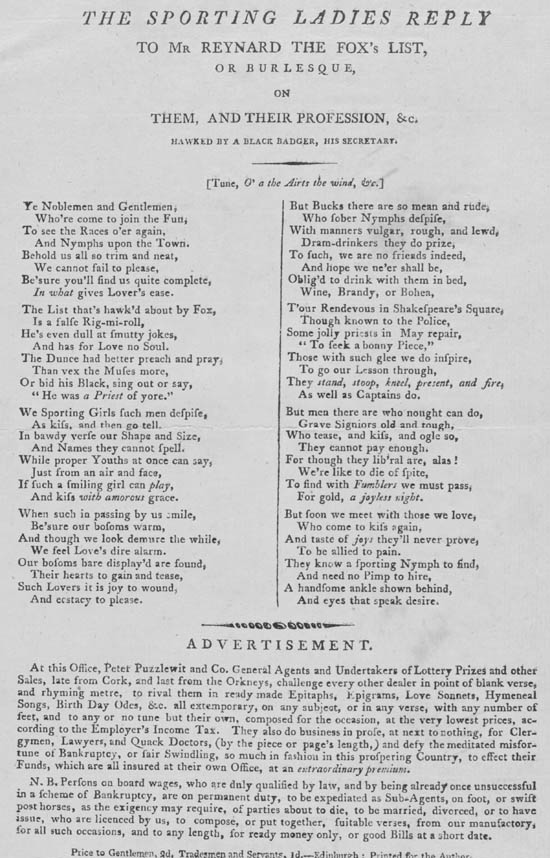 THE SPORTING LADIES REPLY
TO MR REYNARD THE FOX's LIST,
OR BURLESQUE,
ON
THEM, AND THEIR PROFESSION, &c.
HAWKED BY A BLACK BADGER, HIS SECRETARY.
[Tune, O' a the Airts the wind, &c.]
Ye Noblemen and Gentlemen,
Who're come to join the Fun,
To see the Races o'er again,
And Nymphs upon the Town.
Behold us all so trim and neat,
We cannot fail to please,
Be'sure you'll find us quite complete,
In what gives Lover's ease.
The List that's hawk'd about by Fox,
Is a falſe Rig-mi-roll,
He's even dull at ſmutty jokes,
And has for Love no Soul.
The Dunce had better preach and pray,
Than vex the Muſes more,
Or bid his Black, sing out or say,
" He was a Priest of yore."
We Sporting Girls ſuch men deſpiſe,
As kiſs, and then go tell.
In bawdy verſe our Shape and Size,
And Names they cannot ſpell.
While proper Youths at once can say,
Just from an air and face,
If ſuch a ſmiling girl can play,
And kiſs with amorous grace.
When such in passing by us smile,
Be'sure our boſoms warm,
And though we look demure the while,
We feel Love's dire alarm.
Our boſoms bare display'd are found,
Their hearts to gain and tease,
Such Lovers it is joy to wound,
And ecstacy to please.
But Bucks there are so mean and rude,
Who ſober Nymphs deſpiſe,
With manners vulgar, rough, and lewd,
Dram-drinkers they do prize,
To ſuch, we are no friends indeed,
And hope we ne'er shall be,
Oblig'd to drink with them in bed,
Wine, Brandy, or Bohea,
T'our Rendevous in Shakeſpeare's Square,
Though known to the Police,
Some jolly priests in May repair,
" To ſeek a bonny Piece,"
Those with such glee we do inſpire,
To go our Lesson through,
They stand, stoop, kneel, present, and fire,
As well as Captains do.
But men there are who nought can do,
Grave Signiors old and tough,
Who tease, and kiſs, and ogle so,
They cannot pay enough.
For though they lib'ral are, alas !
We're like to die of ſpite,
To find with Fumblers we must pass,
For gold, a joyless night.
But ſoon we meet with those we love,
Who come to kiſs again,
And taste of joys they'll never prove,
To be allied to pain.
They know a ſporting Nymph to find,
And need no Pimp to hire,
A handſome ankle shown behind,
And eyes that speak desire.
ADVERTISEMENT.
At this Office, Peter Puzzlewit and Co. General Agents and Undertakers of Lottery Prizes and other
Sales, late from Cork, and last from the Orkneys, challenge every other dealer in point of blank verse,
and rhyming metre, to rival them in ready made Epitaphs, Epigrams, Love Sonnets, Hymeneal
Songs, Birth Day Odes, &c. all extemporary, on any subject, or in any verse, with any number of
feet, and to any or no tune but their own, composed for the occasion, at the very lowest prices, ac-
cording to the Employer's Income Tax. They also do business in proſe, at next to nothing, for Cler-
gymen, Lawyers, and Quack Doctors, (by the piece or page's length,) and defy the meditated misfor-
tune of Bankruptcy, or fair Swindling, so much in fashion in this proſpering Country, to effect their
Funds, which are all insured at their own Office, at an extraordinary premium.
N. B. Perſons on board wages, who are duly qualified by law, and by being already once unsuccessful
in a scheme of Bankruptcy, are on permanent duty, to be expediated as Sub-Agents, on foot, or swift
post horses, as the exigency may require, of parties about to die, to be married, divorced, or to have
issue, who are licenced by us, to compose, or put together, ſuitable verses, from our manufactory,
for all such occasions, and to any length, for ready money only, or good Bills at a short date.
Price to Gentlemen, 2d, Tradesmen and Servants, 1d.—Edinburgh : Printed for the Author.